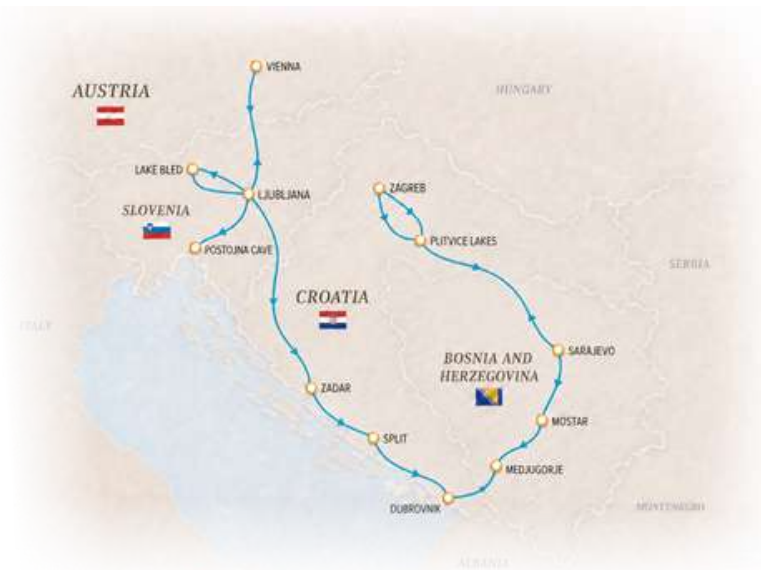 VIENNA
AUSTRIA
HUNGARY
LAKE BLED
LJUBLJANA
ZAGREB
SLOVENIA
POSTOJNA CAVE
PLITVICE LAKES
SERBIA
CROATIA
ITALY
SARAJEVO
BOSNIA AND
HERZEGOVINA
ZADAR
MOSTAR
SPLIT
MEDJUGORJE
DUBROVNIK
MONTENEGRO
ALBANIA